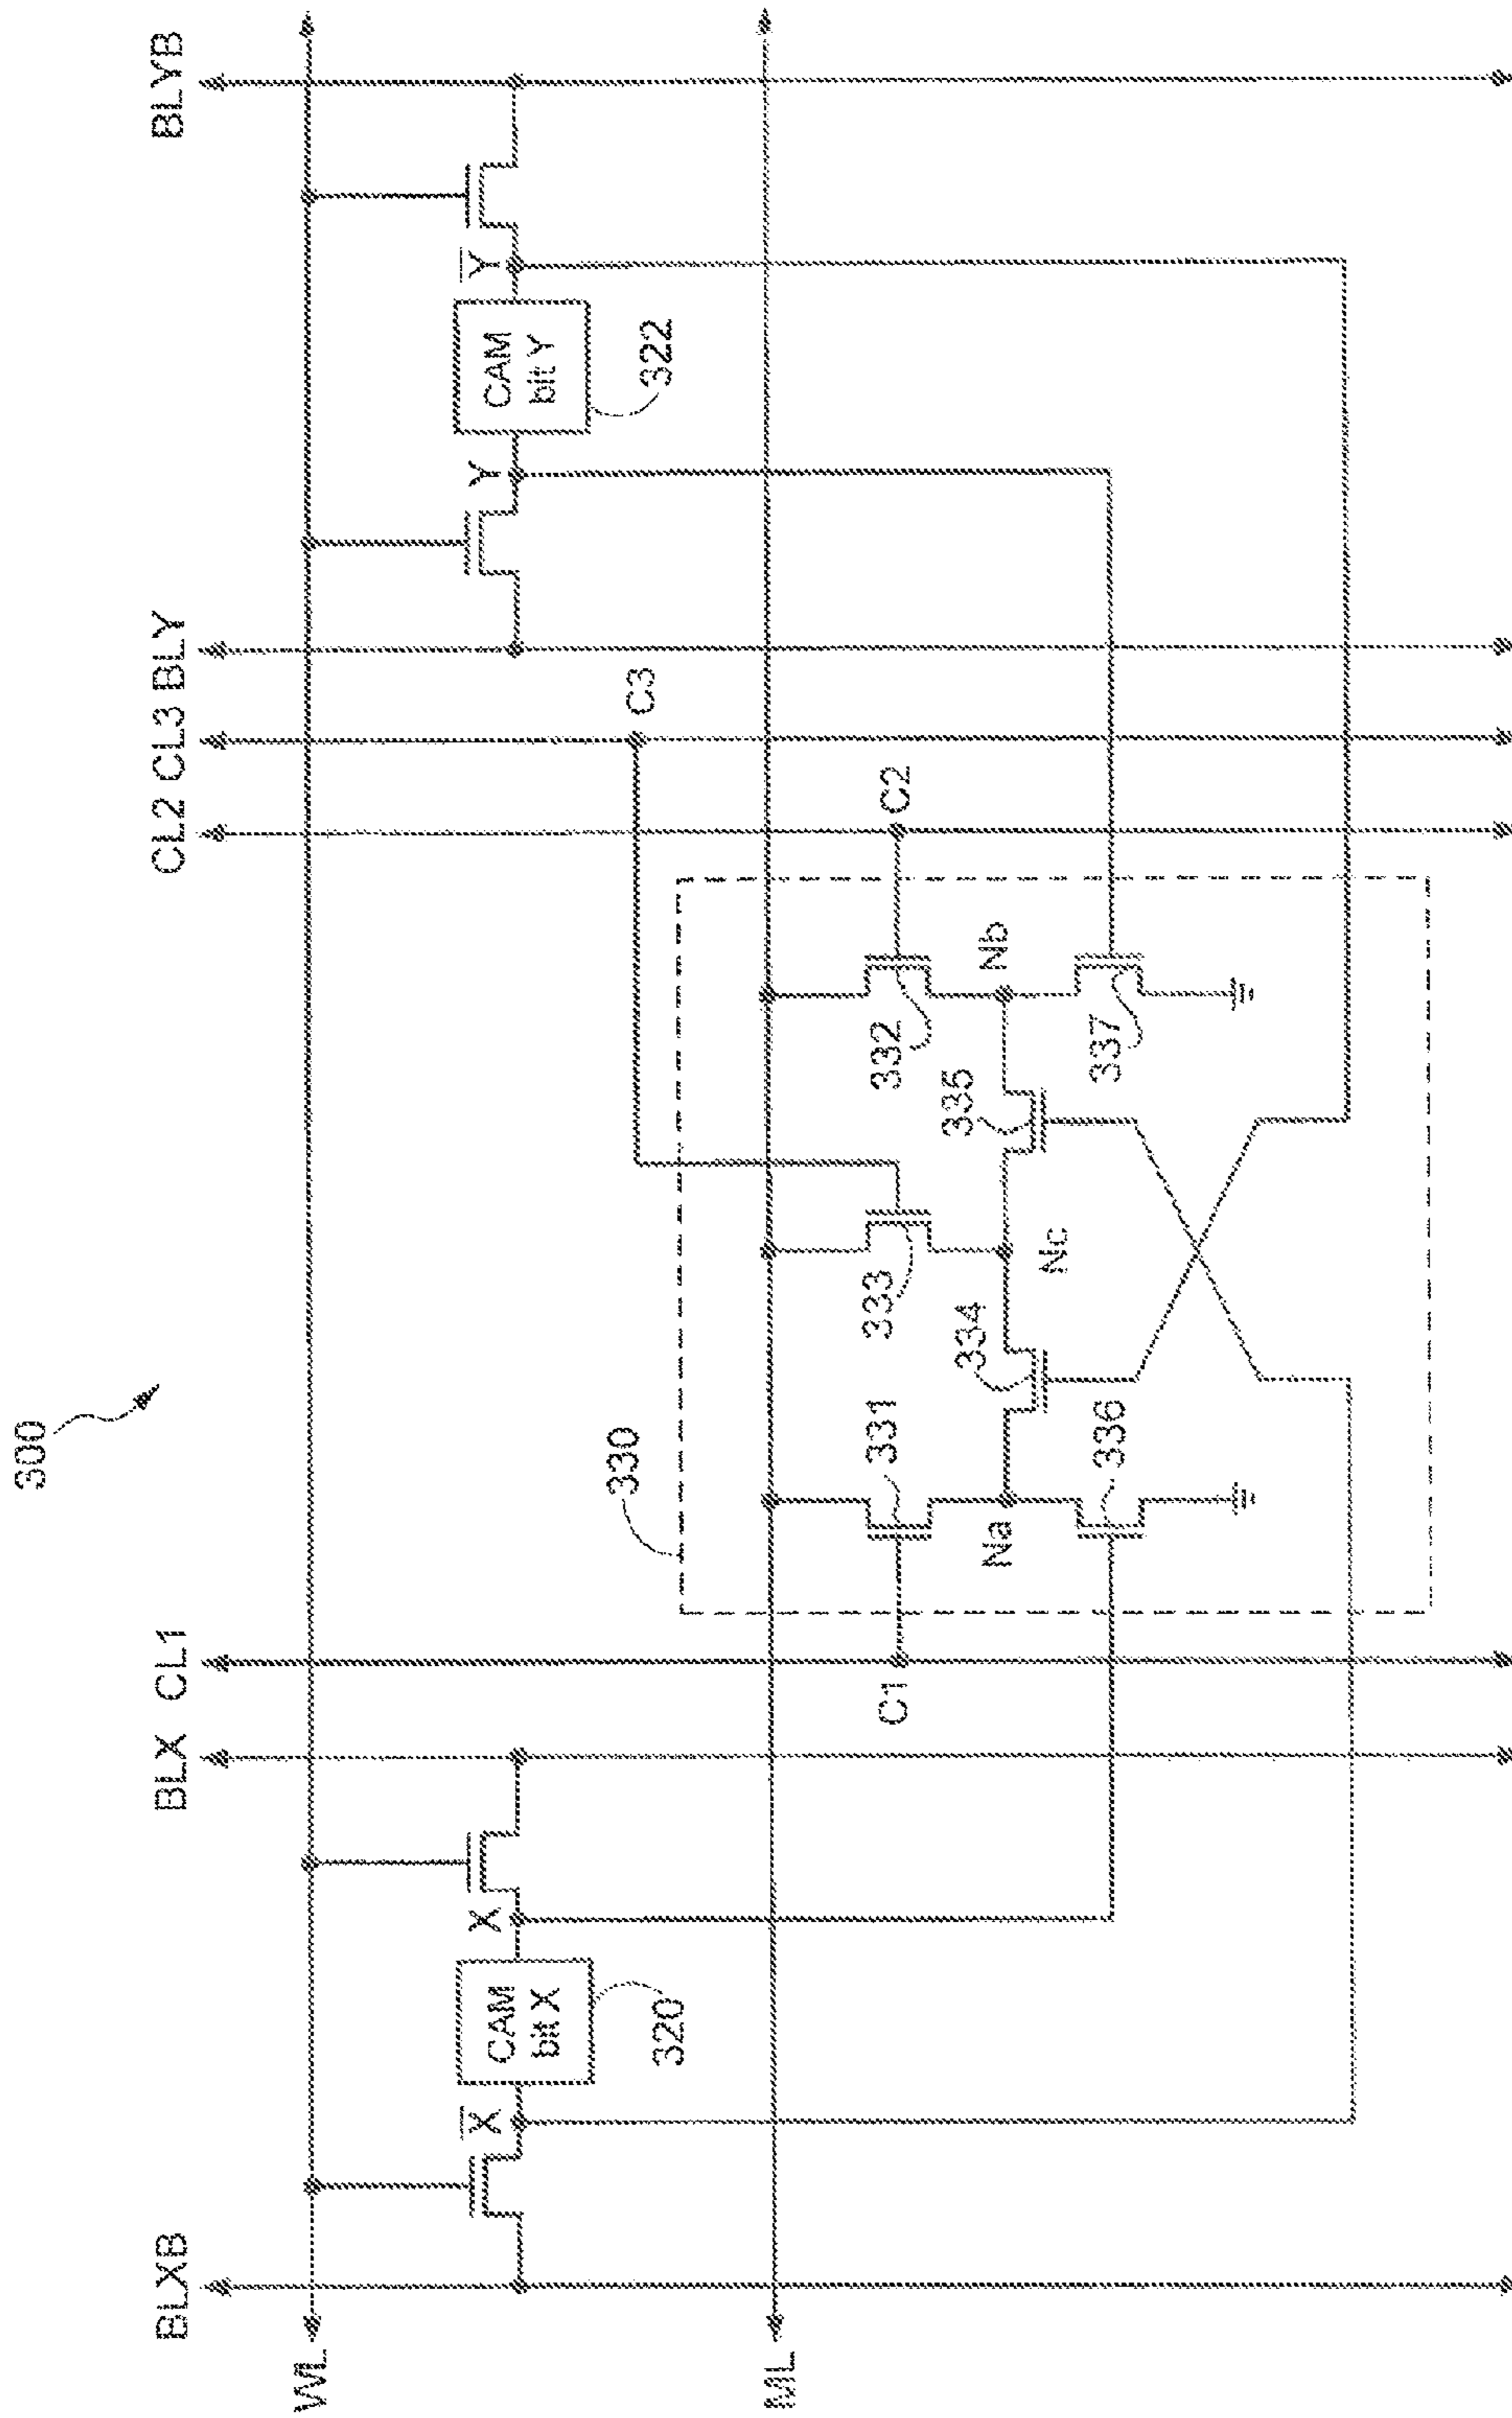 300
BLXB
BLX
CL1
CL2
CL3
BLY
BLYB
WL
X
CAM
bit X
X
320
Y
CAM
bit Y
Y
322
C3
330
ML
C1
331
333
332
C2
Na
334
Nc
335
Nb
336
337